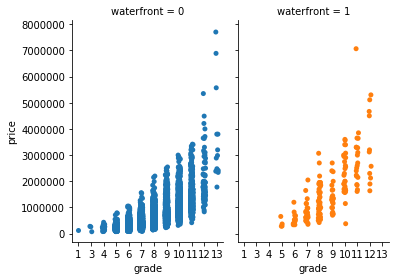 waterfront = 0
waterfront = 1
8000000
7000000
6000000
5000000
4000000
3000000
2000000
1000000
0
price
1 3 4 5 6 7 8 9 10 11 12 13
1 3 4 5 6 7 8 9 10 11 12 13
grade
grade